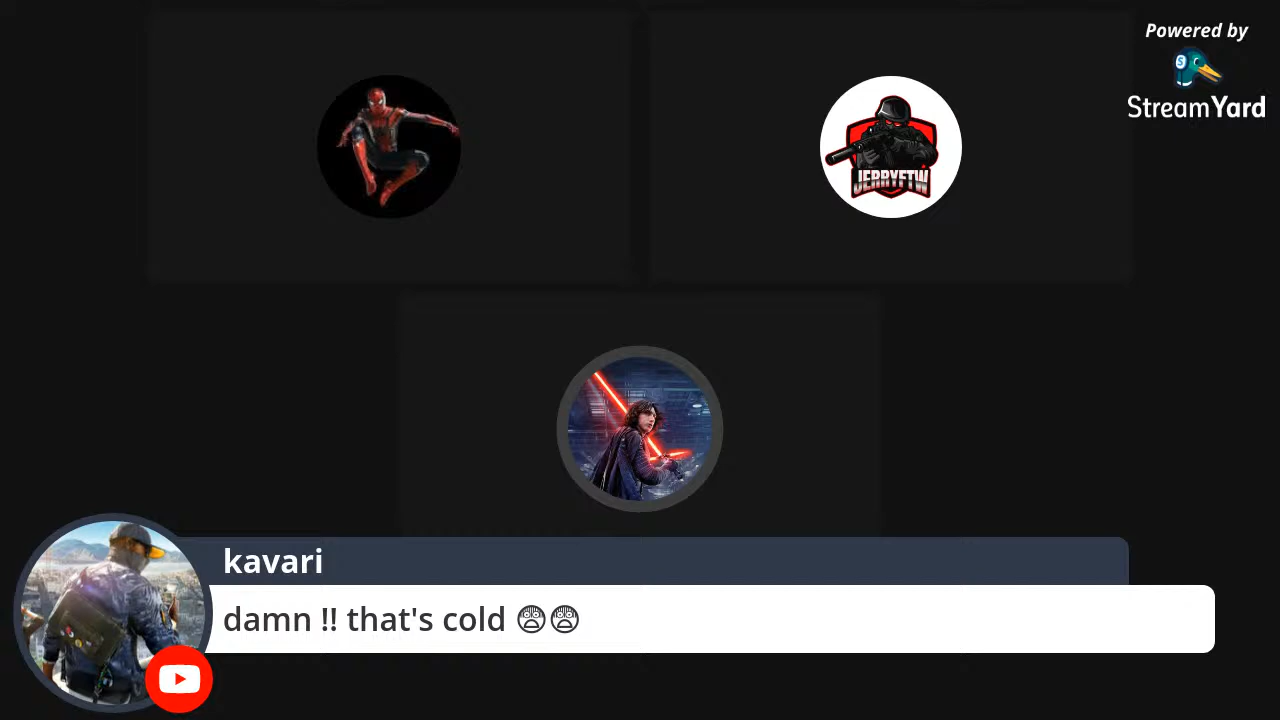 Powered by
StreamYard
JERRYFTW
kavari
damn !! that's cold 😨😨